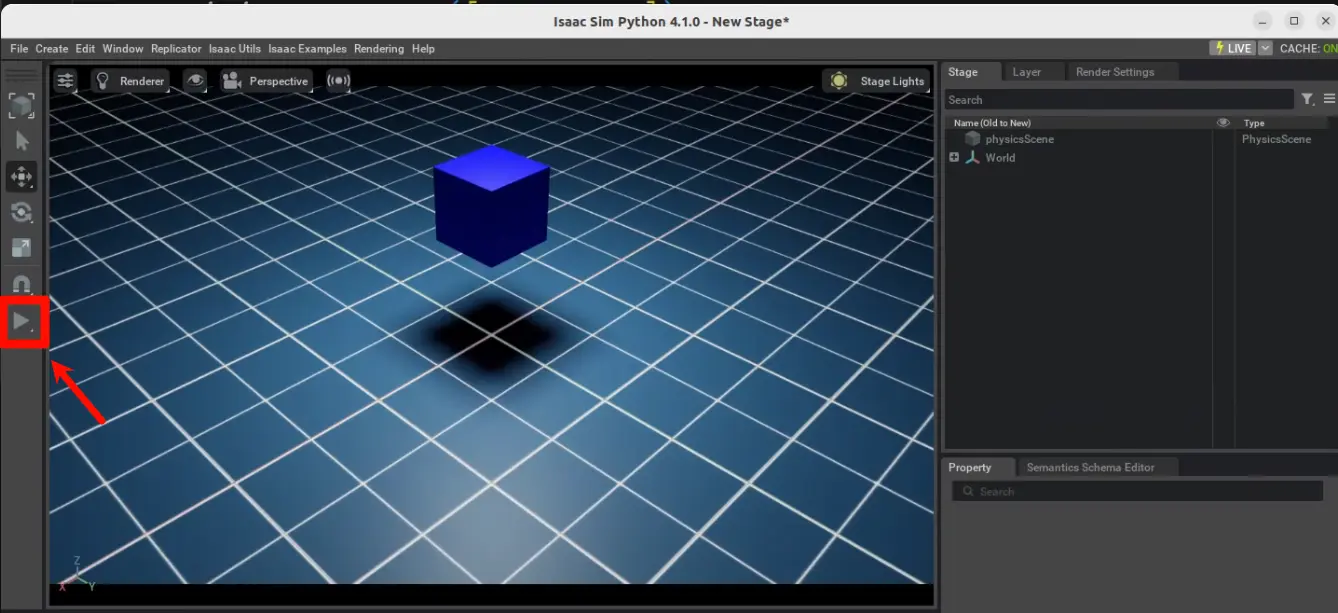 Isaac Sim Python 4.1.0 - New Stage*
File Create Edit Window Replicator Isaac Utils Isaac Examples Rendering Help
LIVE CACHE: ON
Renderer Perspective Stage Lights
Stage Layer Render Settings
Search
Name (Old to New) Type
physicsScene PhysicsScene
World
Property Semantics Schema Editor
Search
Z
X Y